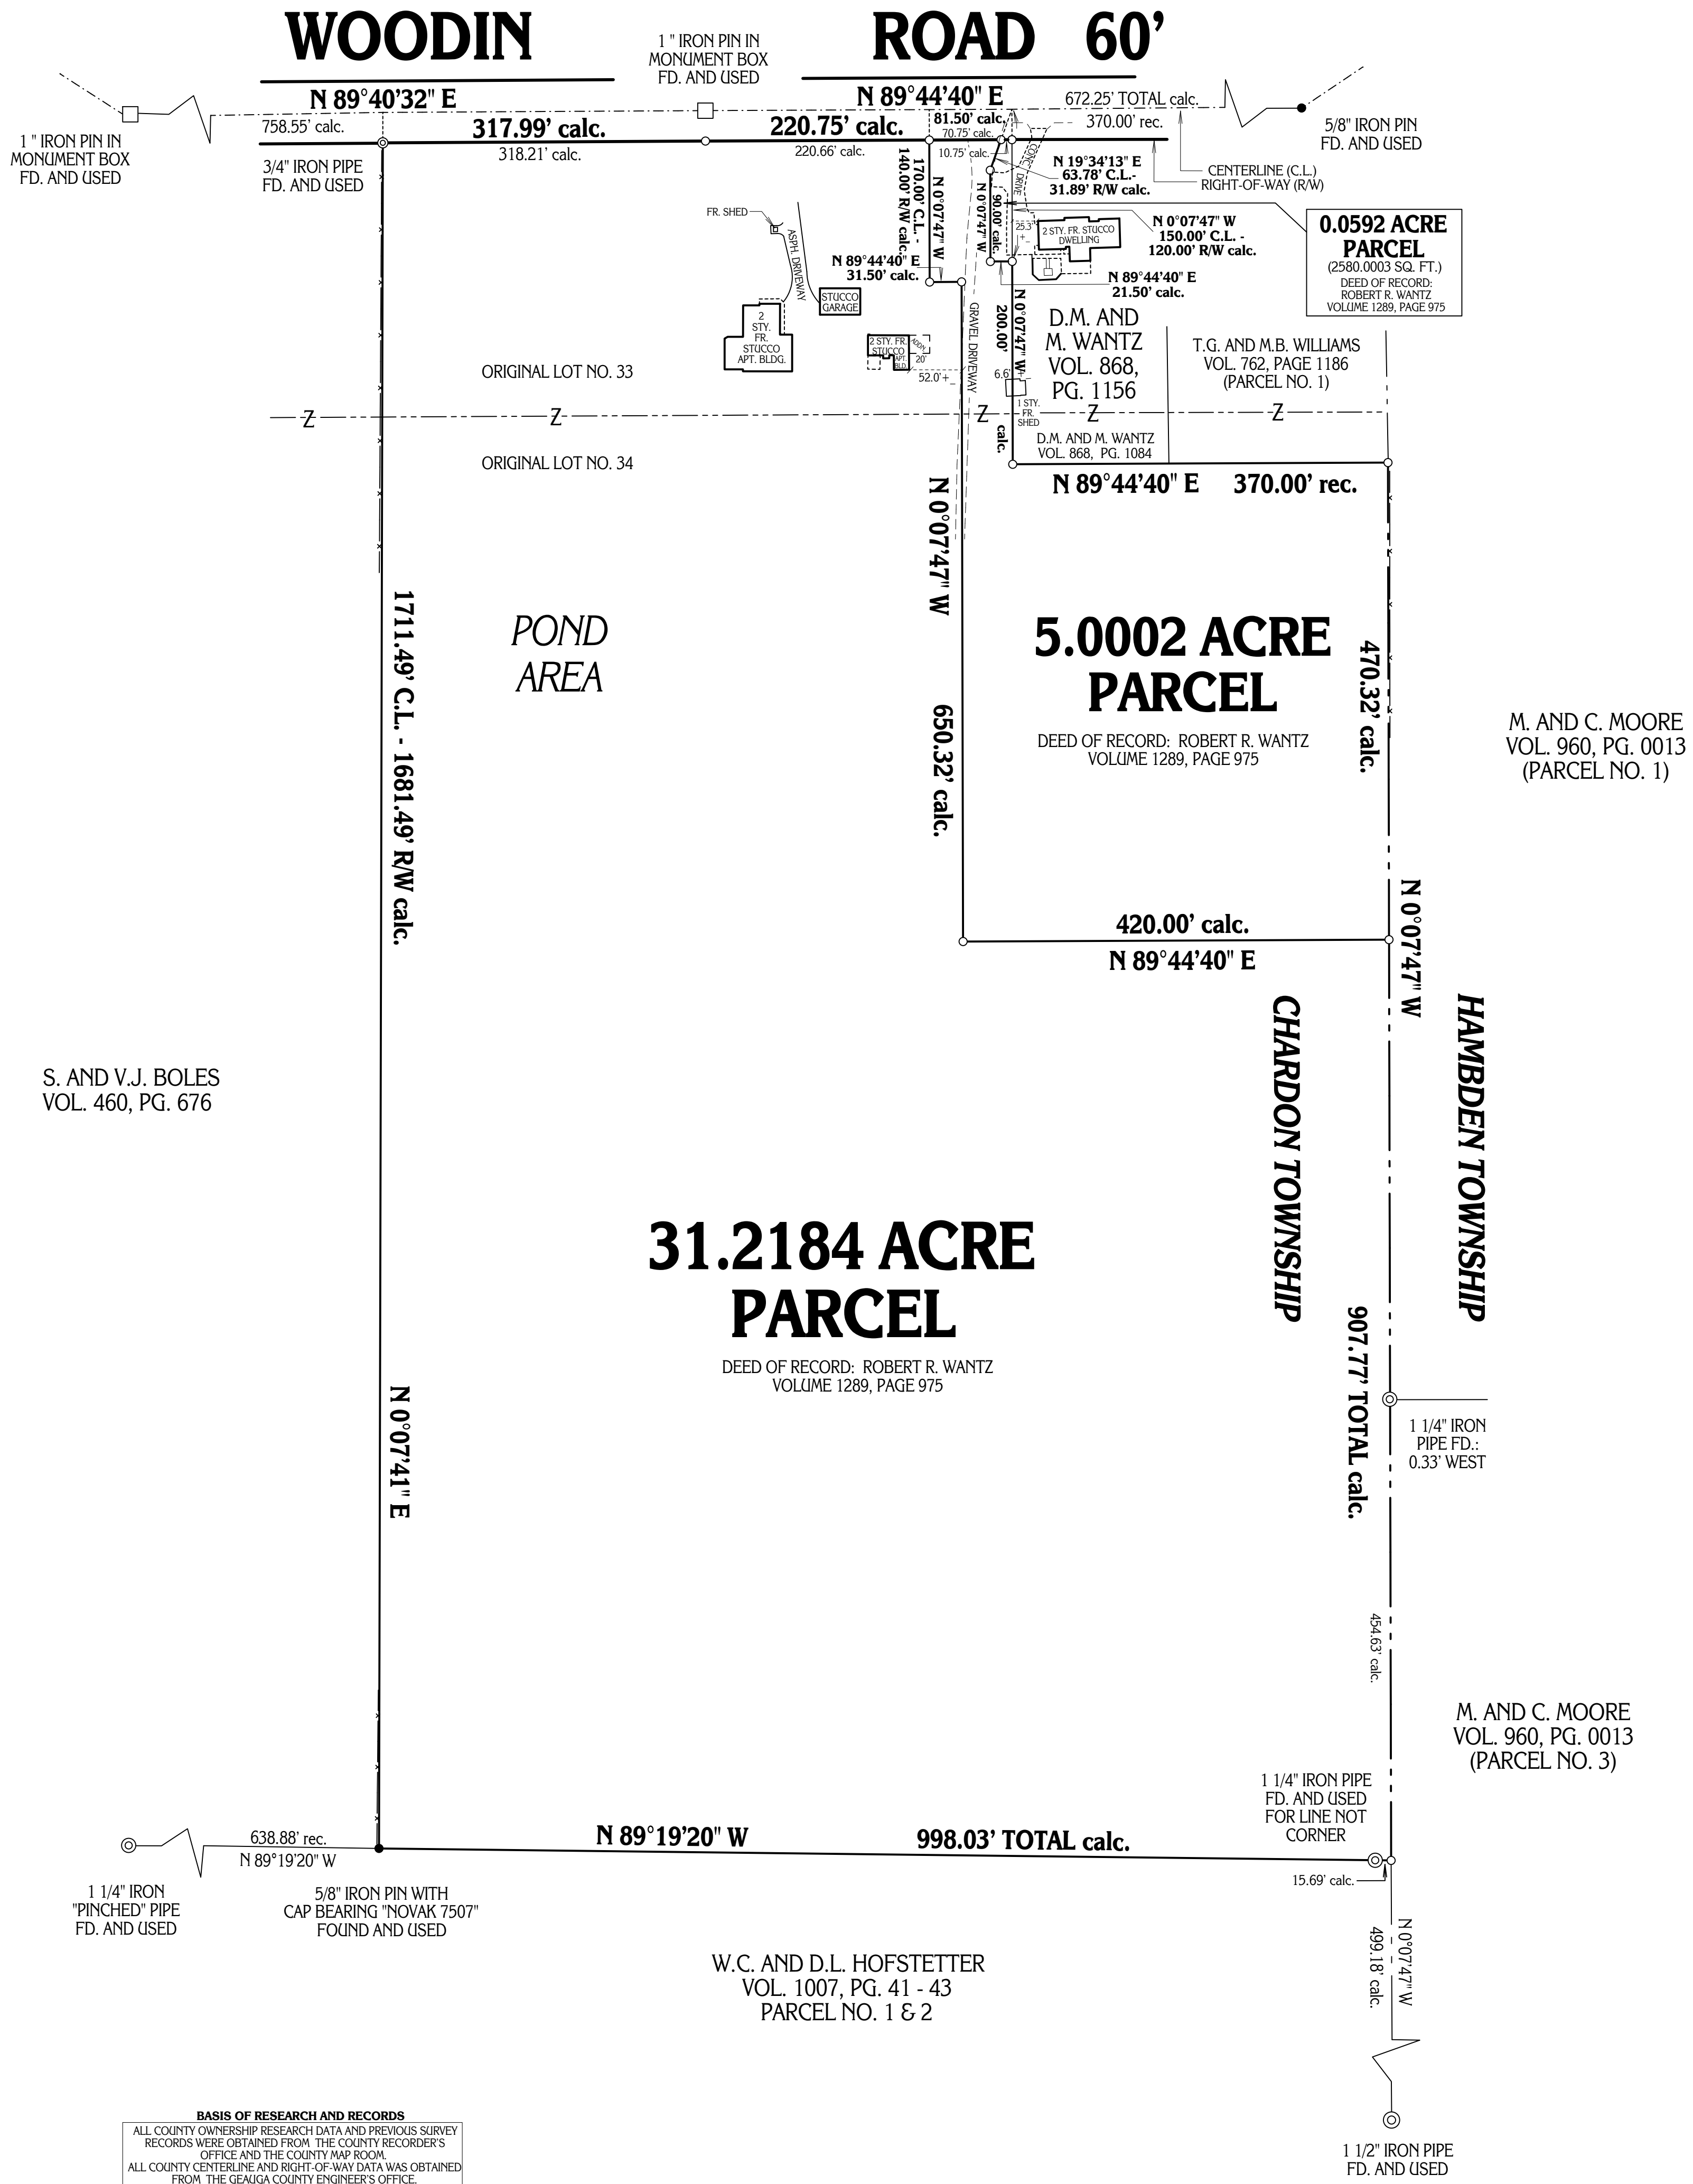 WOODIN ROAD 60'
1 " IRON PIN IN
MONUMENT BOX
FD. AND USED
N 89°40'32" E
N 89°44'40" E
672.25' TOTAL calc.
758.55' calc.
317.99' calc.
220.75' calc.
81.50' calc.
370.00' rec.
318.21' calc.
220.66' calc.
70.75' calc.
10.75' calc.
5/8" IRON PIN
FD. AND USED
1 " IRON PIN IN
MONUMENT BOX
FD. AND USED
3/4" IRON PIPE
FD. AND USED
CENTERLINE (C.L.)
RIGHT-OF-WAY (R/W)
CONC. DRIVE
N 19°34'13" E
63.78' C.L.-
31.89' R/W calc.
N 0°07'47" W
170.00' C.L. -
140.00' R/W calc.
N 0°07'47" W
90.00' calc.
N 0°07'47" W
150.00' C.L. -
120.00' R/W calc.
0.0592 ACRE
PARCEL
(2580.0003 SQ. FT.)
DEED OF RECORD:
ROBERT R. WANTZ
VOLUME 1289, PAGE 975
FR. SHED
ASPH. DRIVEWAY
25.3'
+_
2 STY. FR. STUCCO
DWELLING
N 89°44'40" E
31.50' calc.
N 89°44'40" E
21.50' calc.
STUCCO
GARAGE
2
STY.
FR.
STUCCO
APT. BLDG.
2 STY. FR.
STUCCO
APT.
BLD.
ADDN.
20'
52.0'+_
GRAVEL DRIVEWAY
N 0°07'47" W
200.00' calc.
6.6'+_
1 STY.
FR.
SHED
D.M. AND
M. WANTZ
VOL. 868,
PG. 1156
T.G. AND M.B. WILLIAMS
VOL. 762, PAGE 1186
(PARCEL NO. 1)
ORIGINAL LOT NO. 33
Z Z Z Z Z
ORIGINAL LOT NO. 34
D.M. AND M. WANTZ
VOL. 868, PG. 1084
N 89°44'40" E 370.00' rec.
N 0°07'47" W
650.32' calc.
POND
AREA
1711.49' C.L. - 1681.49' R/W calc.
5.0002 ACRE
PARCEL
DEED OF RECORD: ROBERT R. WANTZ
VOLUME 1289, PAGE 975
470.32' calc.
M. AND C. MOORE
VOL. 960, PG. 0013
(PARCEL NO. 1)
420.00' calc.
N 89°44'40" E
N 0°07'47" W
CHARDON TOWNSHIP
HAMBDEN TOWNSHIP
S. AND V.J. BOLES
VOL. 460, PG. 676
31.2184 ACRE
PARCEL
DEED OF RECORD: ROBERT R. WANTZ
VOLUME 1289, PAGE 975
N 0°07'41" E
907.77' TOTAL calc.
1 1/4" IRON
PIPE FD.:
0.33' WEST
454.63' calc.
M. AND C. MOORE
VOL. 960, PG. 0013
(PARCEL NO. 3)
1 1/4" IRON PIPE
FD. AND USED
FOR LINE NOT
CORNER
638.88' rec.
N 89°19'20" W
N 89°19'20" W
998.03' TOTAL calc.
15.69' calc.
1 1/4" IRON
"PINCHED" PIPE
FD. AND USED
5/8" IRON PIN WITH
CAP BEARING "NOVAK 7507"
FOUND AND USED
N 0°07'47" W
499.18' calc.
W.C. AND D.L. HOFSTETTER
VOL. 1007, PG. 41 - 43
PARCEL NO. 1 & 2
1 1/2" IRON PIPE
FD. AND USED
BASIS OF RESEARCH AND RECORDS
ALL COUNTY OWNERSHIP RESEARCH DATA AND PREVIOUS SURVEY
RECORDS WERE OBTAINED FROM THE COUNTY RECORDER'S
OFFICE AND THE COUNTY MAP ROOM.
ALL COUNTY CENTERLINE AND RIGHT-OF-WAY DATA WAS OBTAINED
FROM THE GEAUGA COUNTY ENGINEER'S OFFICE.